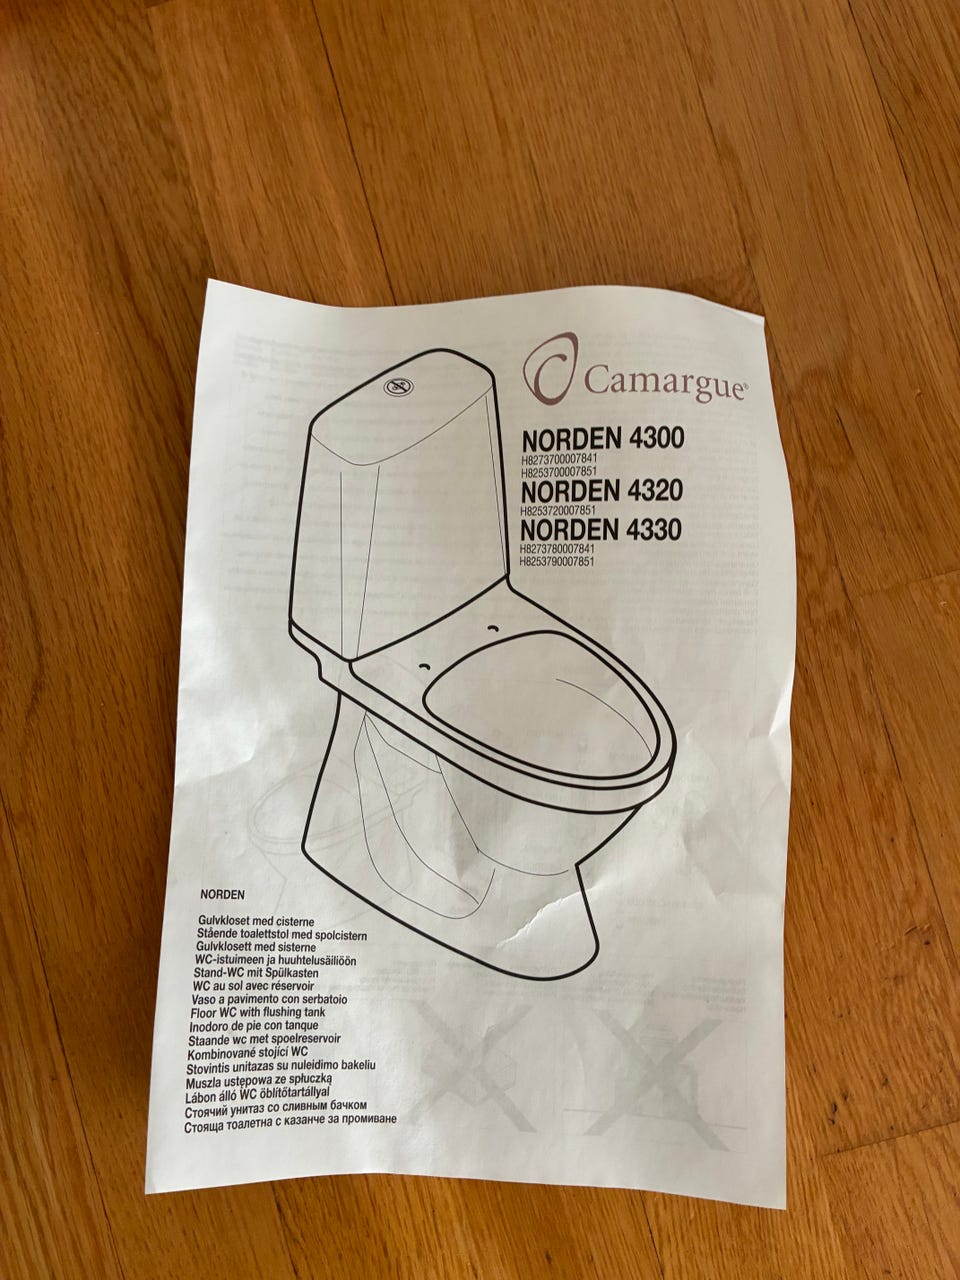 Camargue®
NORDEN 4300
H8273700007841
H8253700007851
NORDEN 4320
H8253720007851
NORDEN 4330
H8273780007841
H8253790007851
NORDEN
Gulvkloset med cisterne
Stående toalettstol med spolcistern
Gulvklosett med sisterne
WC-istuimeen ja huuhtelusäiliöön
Stand-WC mit Spülkasten
WC au sol avec réservoir
Vaso a pavimento con serbatoio
Floor WC with flushing tank
Inodoro de pie con tanque
Staande wc met spoelreservoir
Kombinované stojící WC
Stovintis unitazas su nuleidimo bakeliu
Muszla ustępowa ze spłuczką
Lábon álló WC öblítőtartállyal
Стоячий унитаз со сливным бачком
Стояща тоалетна с казанче за промиване